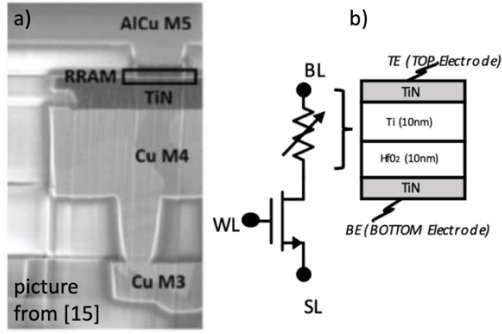 a)
AlCu M5
RRAM
TiN
Cu M4
Cu M3
picture
from [15]
b)
BL
WL
SL
TE (TOP Electrode)
TiN
Ti (10nm)
HfO₂ (10nm)
TiN
BE (BOTTOM Electrode)